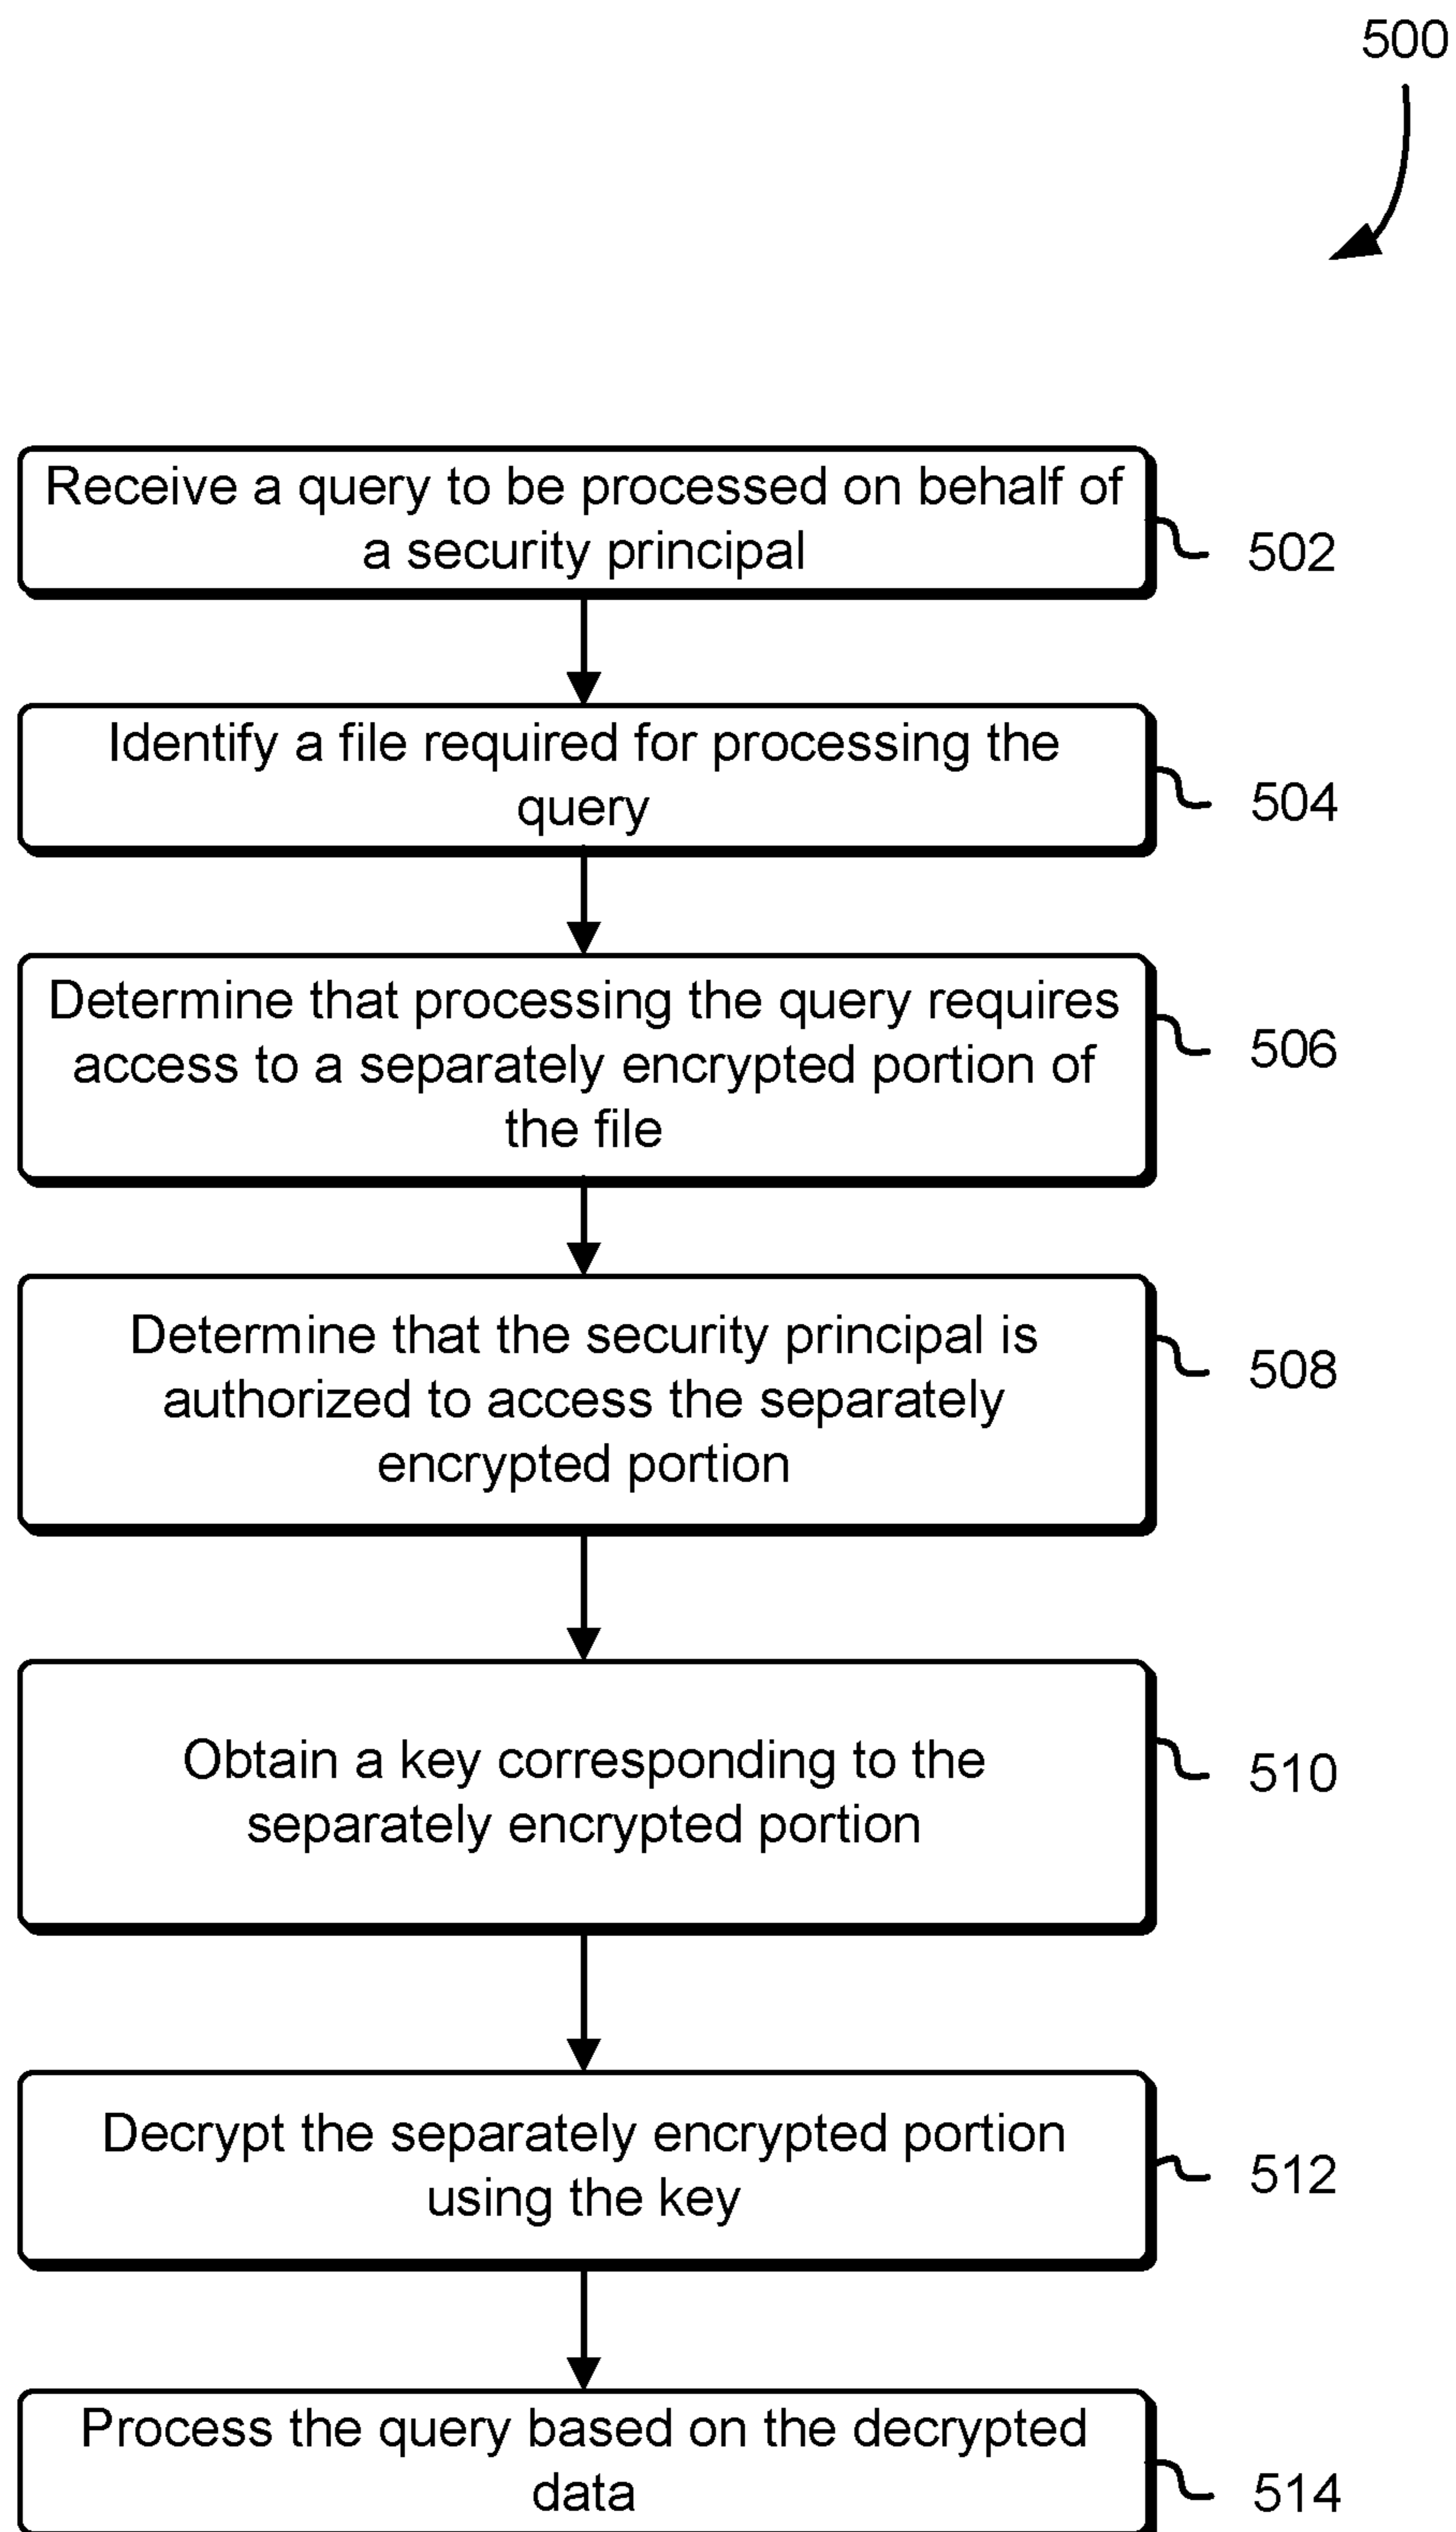 500
Receive a query to be processed on behalf of
a security principal
502
Identify a file required for processing the
query
504
Determine that processing the query requires
access to a separately encrypted portion of
the file
506
Determine that the security principal is
authorized to access the separately
encrypted portion
508
Obtain a key corresponding to the
separately encrypted portion
510
Decrypt the separately encrypted portion
using the key
512
Process the query based on the decrypted
data
514